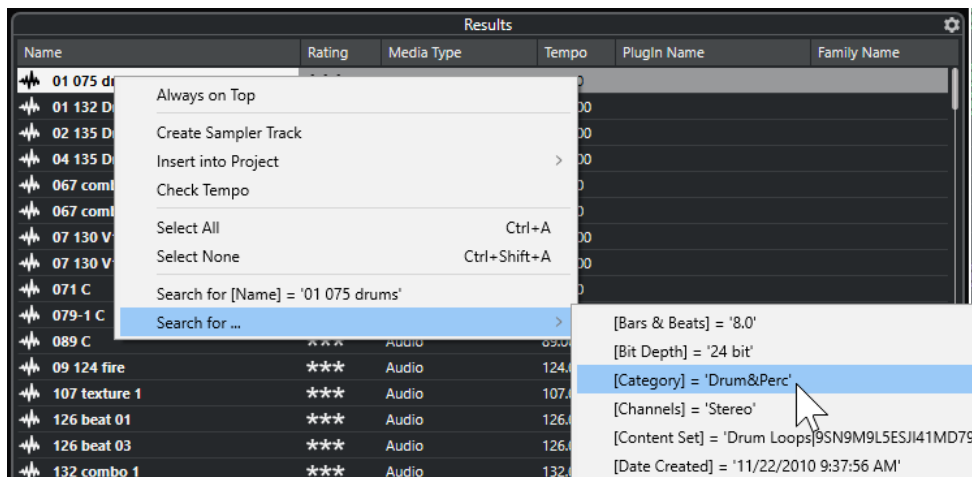 Results
Name Rating Media Type Tempo PlugIn Name Family Name
01 075
01 132
02 135
04 135
067
067
07 130
07 130
071 C
079-1 C
089 C *** Audio
09 124 fire *** Audio 124.
107 texture 1 *** Audio 107.
126 beat 01 *** Audio 126.
126 beat 03 *** Audio 126.
132 combo 1 *** Audio 132.
Always on Top
Create Sampler Track
Insert into Project >
Check Tempo
Select All Ctrl+A
Select None Ctrl+Shift+A
Search for [Name] = '01 075 drums'
Search for ... >
[Bars & Beats] = '8.0'
[Bit Depth] = '24 bit'
[Category] = 'Drum&Perc'
[Channels] = 'Stereo'
[Content Set] = 'Drum Loops|9SN9M9L5ESJI41MD79
[Date Created] = '11/22/2010 9:37:56 AM'